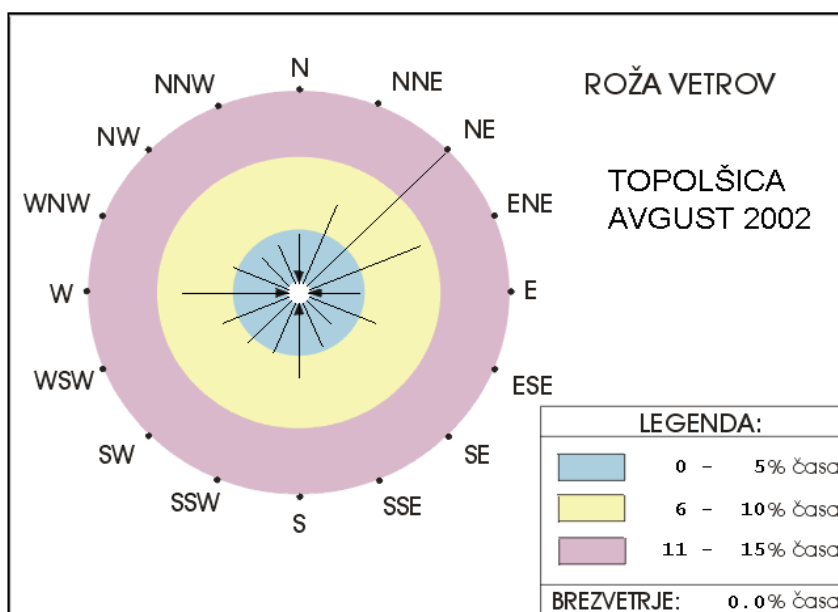 ROŽA VETROV
TOPOLŠICA
AVGUST 2002
N
NNE
NE
ENE
E
ESE
SE
SSE
S
SSW
SW
WSW
W
WNW
NW
NNW
LEGENDA:
0 - 5% časa
6 - 10% časa
11 - 15% časa
BREZVETRJE: 0.0% časa